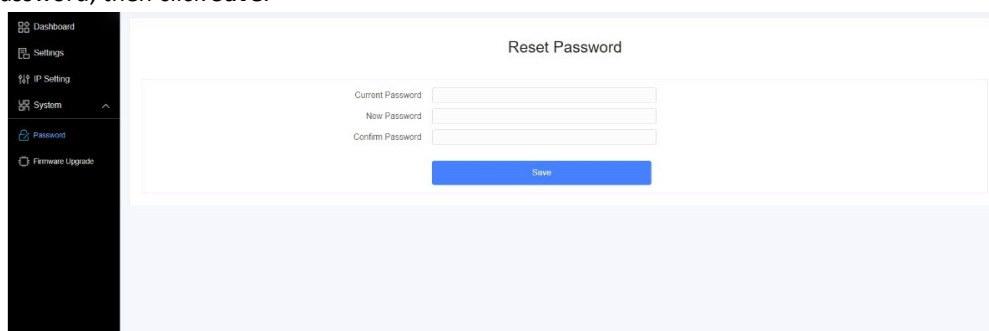 Dashboard
Settings
IP Setting
System
Password
Firmware Upgrade
Reset Password
Current Password
New Password
Confirm Password
Save